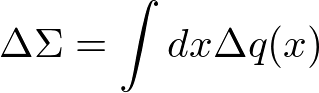 ΔΣ = ∫ dxΔq(x)